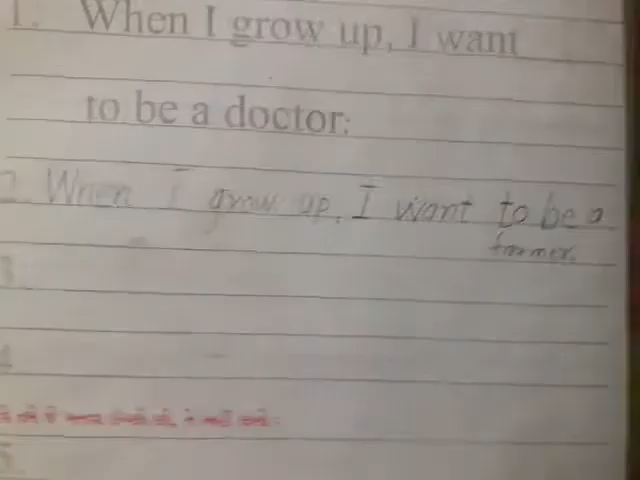 1. When I grow up, I want
to be a doctor.
2. When I grow up, I want to be a
farmer.
3
4
5.